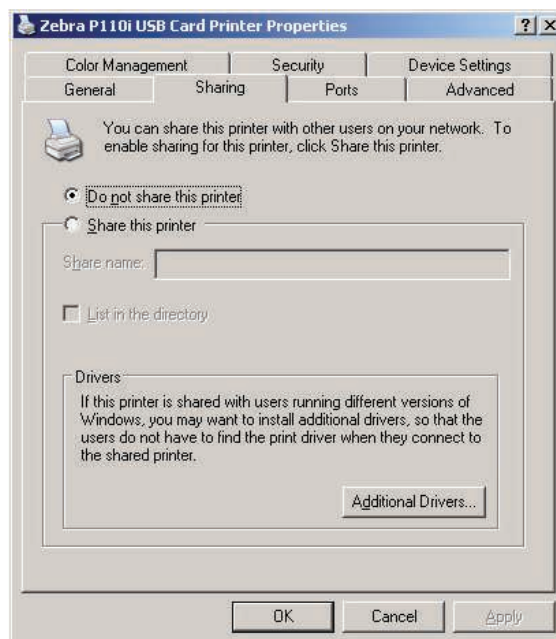 Zebra P110i USB Card Printer Properties
Color Management Security Device Settings
General Sharing Ports Advanced
You can share this printer with other users on your network. To
enable sharing for this printer, click Share this printer.
Do not share this printer
Share this printer
Share name:
List in the directory
Drivers
If this printer is shared with users running different versions of
Windows, you may want to install additional drivers, so that the
users do not have to find the print driver when they connect to
the shared printer.
Additional Drivers...
OK Cancel Apply